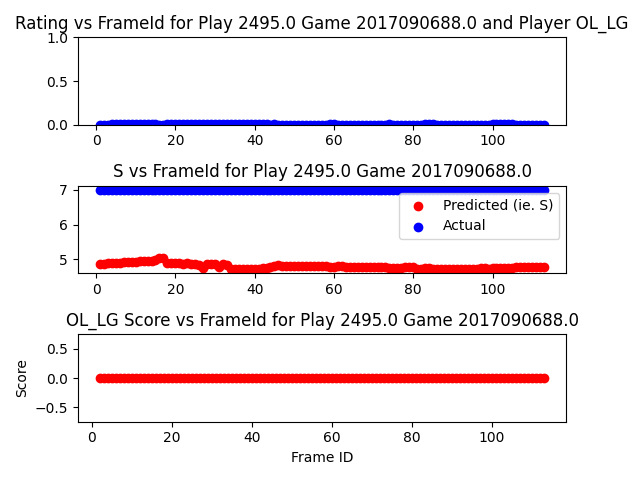 Rating vs FrameId for Play 2495.0 Game 2017090688.0 and Player OL_LG
1.0
0.5
0.0
0 20 40 60 80 100
S vs FrameId for Play 2495.0 Game 2017090688.0
7
6
5
Predicted (ie. S)
Actual
0 20 40 60 80 100
OL_LG Score vs FrameId for Play 2495.0 Game 2017090688.0
Score
0.5
0.0
−0.5
0 20 40 60 80 100
Frame ID